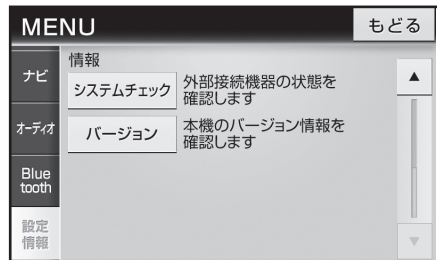 MENU
もどる
ナビ
オーディオ
Blue
tooth
設定
情報
情報
システムチェック
外部接続機器の状態を
確認します
バージョン
本機のバージョン情報を
確認します
▲
▼